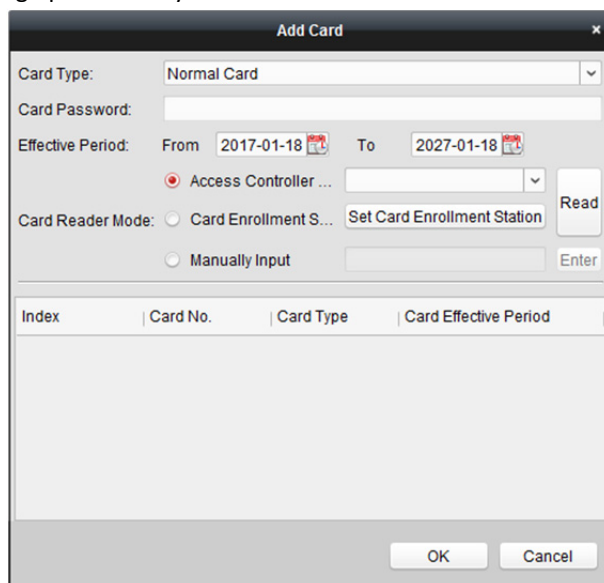 Add Card ×
Card Type: Normal Card
Card Password:
Effective Period: From 2017-01-18 To 2027-01-18
Access Controller ...
Read
Card Reader Mode: Card Enrollment S... Set Card Enrollment Station
Manually Input Enter
Index Card No. Card Type Card Effective Period
OK Cancel